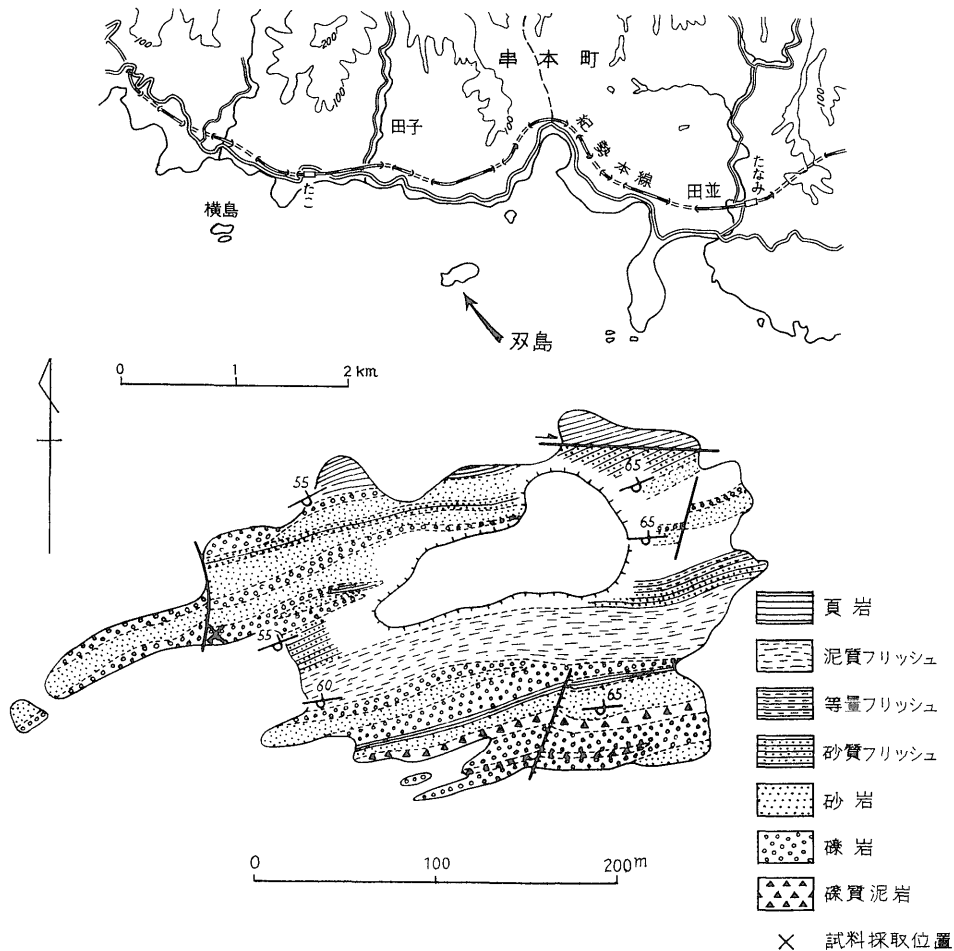 100
200
100
串本町
100
100
田子
紀勢本線
たなみ
田並
たこ
横島
双島
0 1 2 km
55
65
65
55
60
65
頁岩
泥質フリッシュ
等量フリッシュ
砂質フリッシュ
砂岩
礫岩
礫質泥岩
試料採取位置
0 100 200m